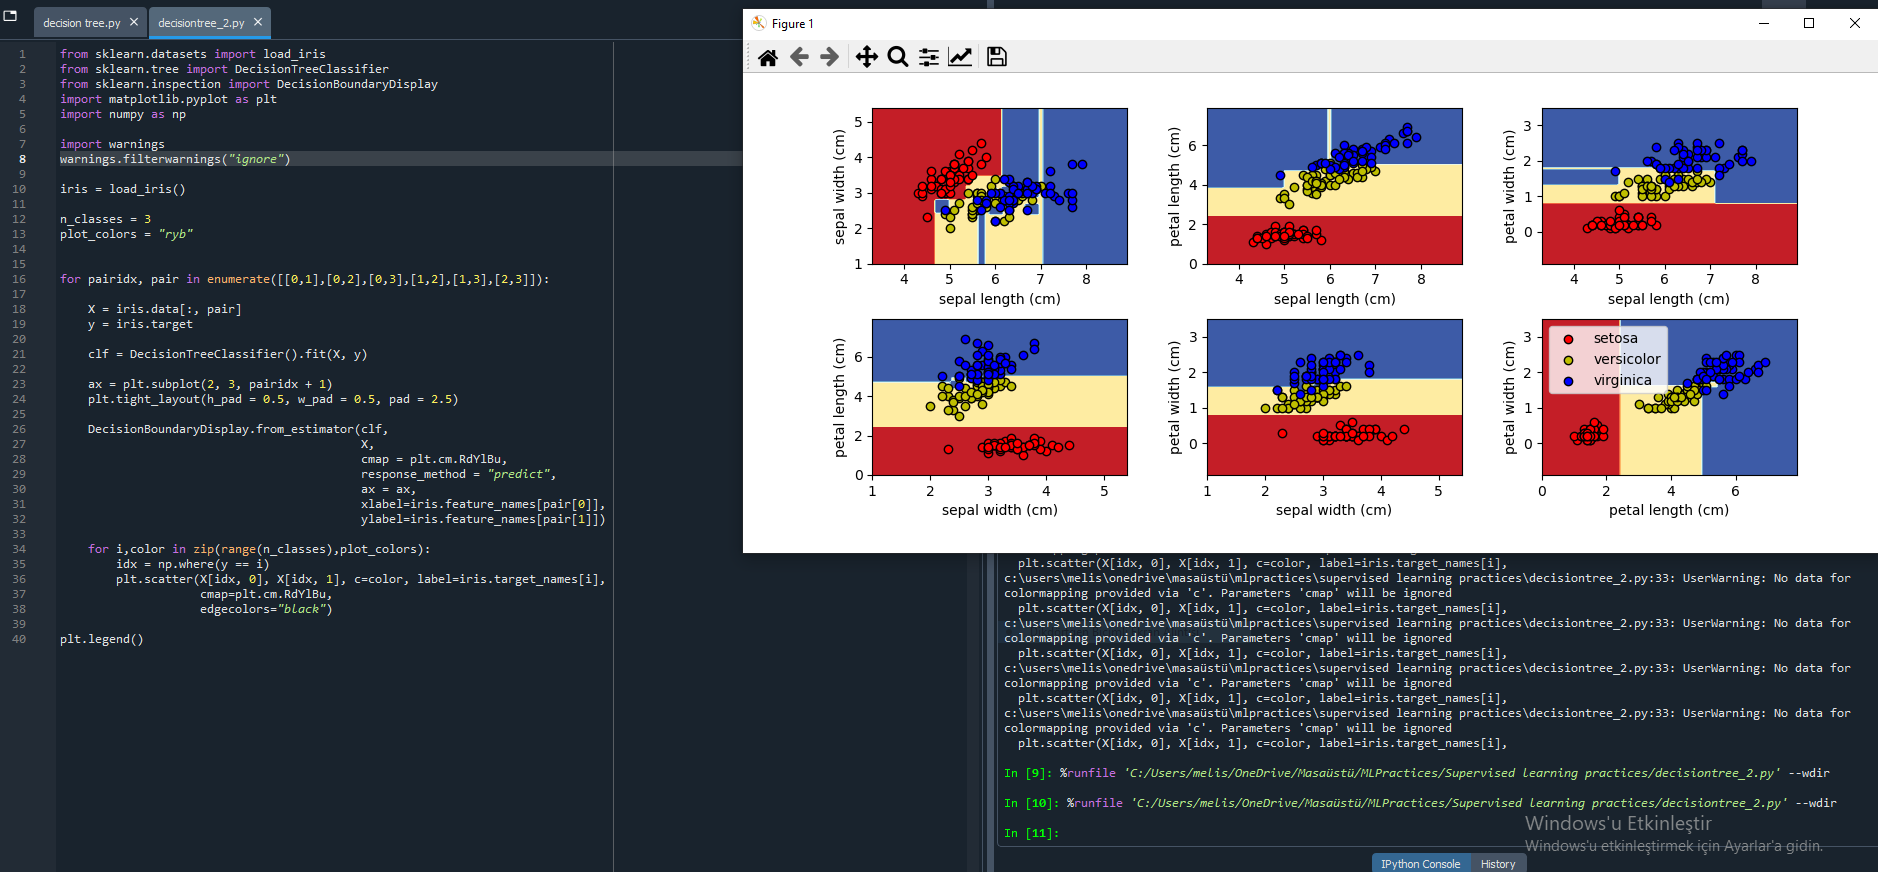 decision tree.py
decisiontree_2.py
1 from sklearn.datasets import load_iris
2 from sklearn.tree import DecisionTreeClassifier
3 from sklearn.inspection import DecisionBoundaryDisplay
4 import matplotlib.pyplot as plt
5 import numpy as np
6
7 import warnings
8 warnings.filterwarnings("ignore")
9
10 iris = load_iris()
11
12 n_classes = 3
13 plot_colors = "ryb"
14
15
16 for pairidx, pair in enumerate([[0,1],[0,2],[0,3],[1,2],[1,3],[2,3]]):
17
18 X = iris.data[:, pair]
19 y = iris.target
20
21 clf = DecisionTreeClassifier().fit(X, y)
22
23 ax = plt.subplot(2, 3, pairidx + 1)
24 plt.tight_layout(h_pad = 0.5, w_pad = 0.5, pad = 2.5)
25
26 DecisionBoundaryDisplay.from_estimator(clf,
27 X,
28 cmap = plt.cm.RdYlBu,
29 response_method = "predict",
30 ax = ax,
31 xlabel=iris.feature_names[pair[0]],
32 ylabel=iris.feature_names[pair[1]])
33
34 for i,color in zip(range(n_classes),plot_colors):
35 idx = np.where(y == i)
36 plt.scatter(X[idx, 0], X[idx, 1], c=color, label=iris.target_names[i],
37 cmap=plt.cm.RdYlBu,
38 edgecolors="black")
39
40 plt.legend()
Figure 1
5
4
3
2
1
sepal width (cm)
4 5 6 7 8
sepal length (cm)
6
4
2
0
petal length (cm)
4 5 6 7 8
sepal length (cm)
3
2
1
0
petal width (cm)
4 5 6 7 8
sepal length (cm)
6
4
2
0
petal length (cm)
1 2 3 4 5
sepal width (cm)
3
2
1
0
petal width (cm)
1 2 3 4 5
sepal width (cm)
3
2
1
0
petal width (cm)
setosa
versicolor
virginica
0 2 4 6
petal length (cm)
plt.scatter(X[idx, 0], X[idx, 1], c=color, label=iris.target_names[i],
c:\users\melis\onedrive\masaüstü\mlpractices\supervised learning practices\decisiontree_2.py:33: UserWarning: No data for
colormapping provided via 'c'. Parameters 'cmap' will be ignored
plt.scatter(X[idx, 0], X[idx, 1], c=color, label=iris.target_names[i],
c:\users\melis\onedrive\masaüstü\mlpractices\supervised learning practices\decisiontree_2.py:33: UserWarning: No data for
colormapping provided via 'c'. Parameters 'cmap' will be ignored
plt.scatter(X[idx, 0], X[idx, 1], c=color, label=iris.target_names[i],
c:\users\melis\onedrive\masaüstü\mlpractices\supervised learning practices\decisiontree_2.py:33: UserWarning: No data for
colormapping provided via 'c'. Parameters 'cmap' will be ignored
plt.scatter(X[idx, 0], X[idx, 1], c=color, label=iris.target_names[i],
c:\users\melis\onedrive\masaüstü\mlpractices\supervised learning practices\decisiontree_2.py:33: UserWarning: No data for
colormapping provided via 'c'. Parameters 'cmap' will be ignored
plt.scatter(X[idx, 0], X[idx, 1], c=color, label=iris.target_names[i],
In [9]: %runfile 'C:/Users/melis/OneDrive/Masaüstü/MLPractices/Supervised learning practices/decisiontree_2.py' --wdir
In [10]: %runfile 'C:/Users/melis/OneDrive/Masaüstü/MLPractices/Supervised learning practices/decisiontree_2.py' --wdir
In [11]:
Windows'u Etkinleştir
Windows'u etkinleştirmek için Ayarlar'a gidin.
IPython Console
History